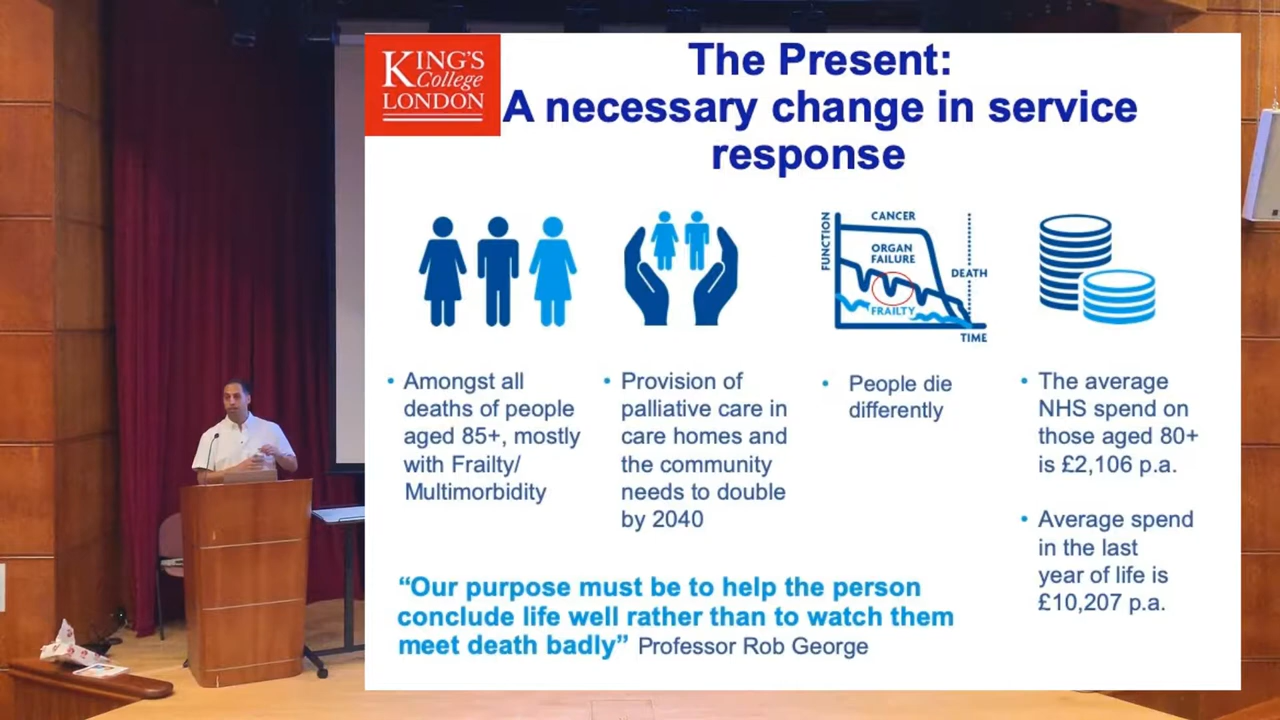 KING'S
College
LONDON
The Present:
A necessary change in service
response
FUNCTION
CANCER
ORGAN
FAILURE
DEATH
FRAILTY
TIME
• Amongst all
deaths of people
aged 85+, mostly
with Frailty/
Multimorbidity
• Provision of
palliative care in
care homes and
the community
needs to double
by 2040
• People die
differently
• The average
NHS spend on
those aged 80+
is £2,106 p.a.
• Average spend
in the last
year of life is
£10,207 p.a.
“Our purpose must be to help the person
conclude life well rather than to watch them
meet death badly” Professor Rob George